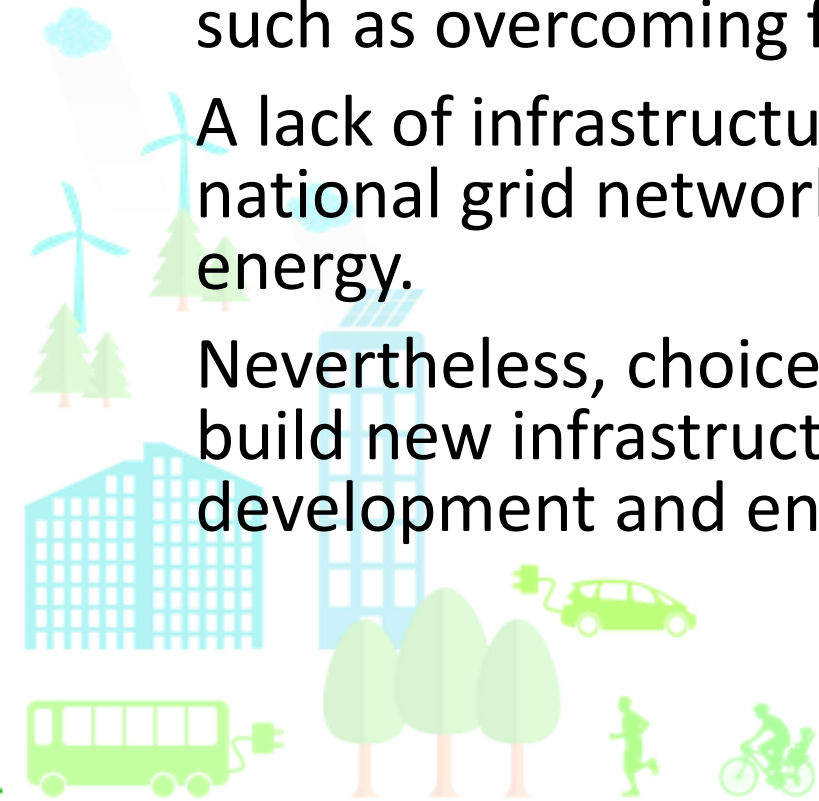 such as overcoming
A lack of infrastructu
national grid networ
energy.
Nevertheless, choice
build new infrastruct
development and en